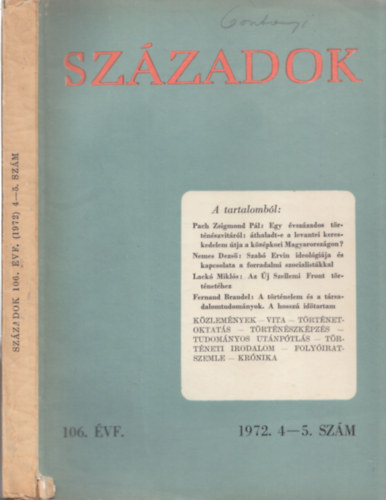 SZÁZADOK
A tartalomból:
Pach Zsigmond Pál: Egy évszázados tör-
ténészvitáról: áthaladt-e a levantei keres-
kedelem útja a középkori Magyarországon?
Nemes Dezső: Szabó Ervin ideológiája és
kapcsolata a forradalmi szocialistákkal
Lackó Miklós: Az Új Szellemi Front tör-
ténetéhez
Fernand Braudel: A történelem és a társa-
dalomtudományok. A hosszú időtartam
KÖZLEMÉNYEK — VITA — TÖRTÉNET-
OKTATÁS — TÖRTÉNÉSZKÉPZÉS —
TUDOMÁNYOS UTÁNPÓTLÁS — TÖR-
TÉNETI IRODALOM — FOLYÓIRAT-
SZEMLE — KRÓNIKA
106. ÉVF. 1972. 4—5. SZÁM
SZÁZADOK 106. ÉVF. (1972) 4—5. SZÁM